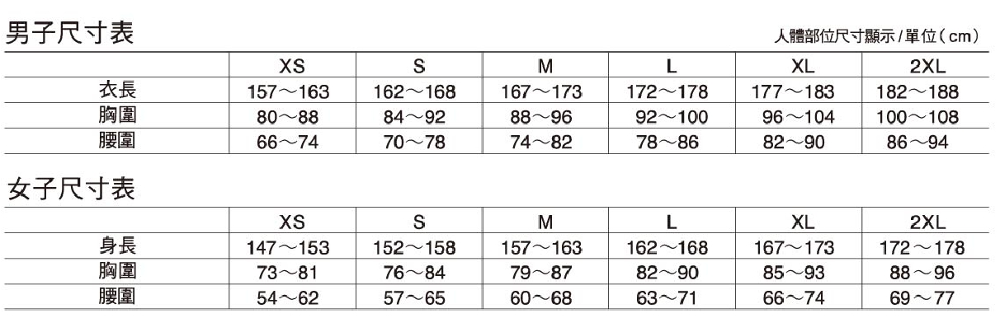 男子尺寸表
人體部位尺寸顯示/單位(cm)
XS S M L XL 2XL
衣長 157～163 162～168 167～173 172～178 177～183 182～188
胸圍 80～88 84～92 88～96 92～100 96～104 100～108
腰圍 66～74 70～78 74～82 78～86 82～90 86～94
女子尺寸表
XS S M L XL 2XL
身長 147～153 152～158 157～163 162～168 167～173 172～178
胸圍 73～81 76～84 79～87 82～90 85～93 88～96
腰圍 54～62 57～65 60～68 63～71 66～74 69～77